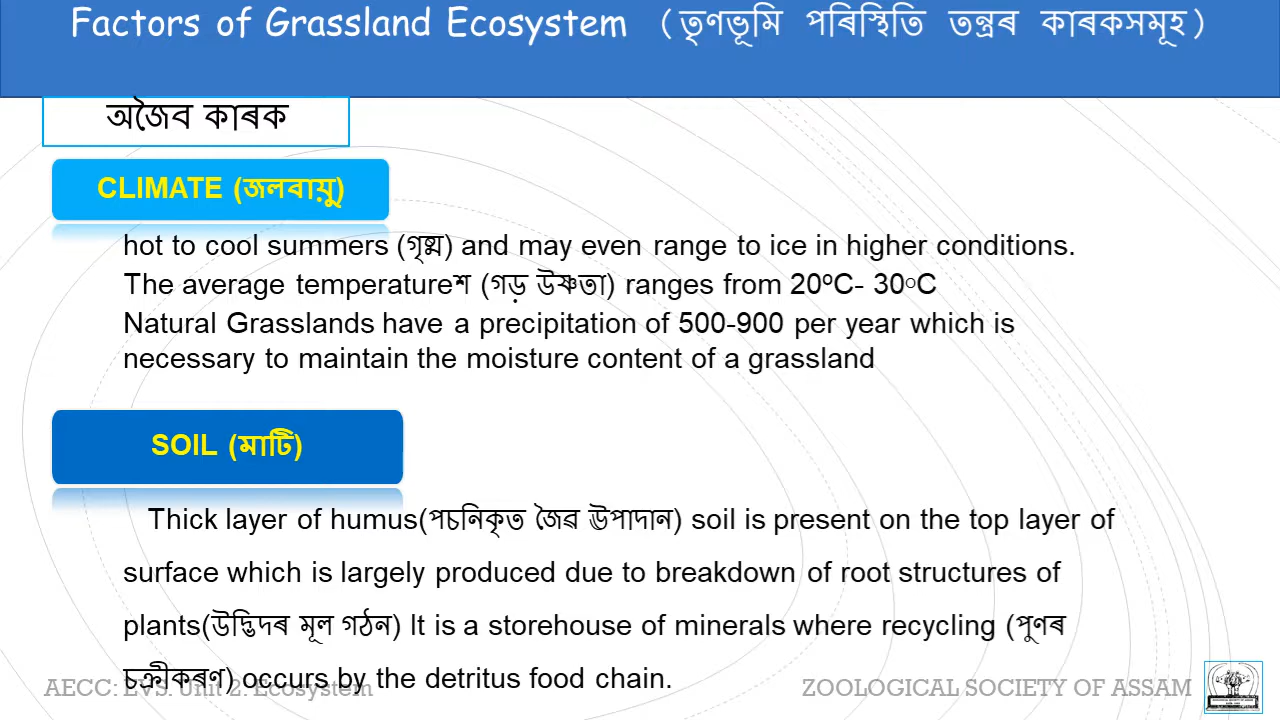 Factors of Grassland Ecosystem (তৃণভূমি পৰিস্থিতি তন্ত্ৰৰ কাৰকসমূহ)
অজৈব কাৰক
CLIMATE (জলবায়ু)
hot to cool summers (গৃষ্ম) and may even range to ice in higher conditions.
The average temperatureশ (গড় উষ্ণতা) ranges from 20ºC- 30০C
Natural Grasslands have a precipitation of 500-900 per year which is
necessary to maintain the moisture content of a grassland
SOIL (মাটি)
Thick layer of humus(পচনিকৃত জৈৱ উপাদান) soil is present on the top layer of
surface which is largely produced due to breakdown of root structures of
plants(উদ্ভিদৰ মূল গঠন) It is a storehouse of minerals where recycling (পুণৰ
চক্ৰীকৰণ) occurs by the detritus food chain.
AECC: EVS: Unit 2: Ecosystem ZOOLOGICAL SOCIETY OF ASSAM